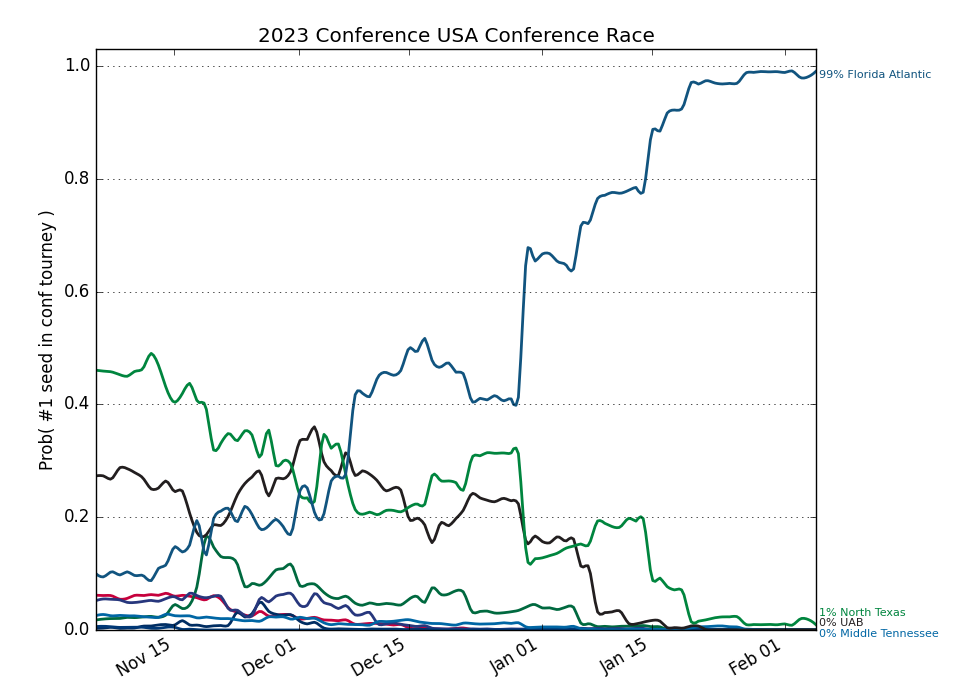 2023 Conference USA Conference Race
Prob( #1 seed in conf tourney )
1.0
0.8
0.6
0.4
0.2
0.0
Nov 15
Dec 01
Dec 15
Jan 01
Jan 15
Feb 01
99% Florida Atlantic
1% North Texas
0% UAB
0% Middle Tennessee